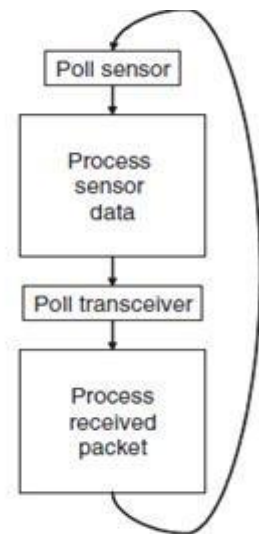 Poll sensor
Process
sensor
data
Poll transceiver
Process
received
packet